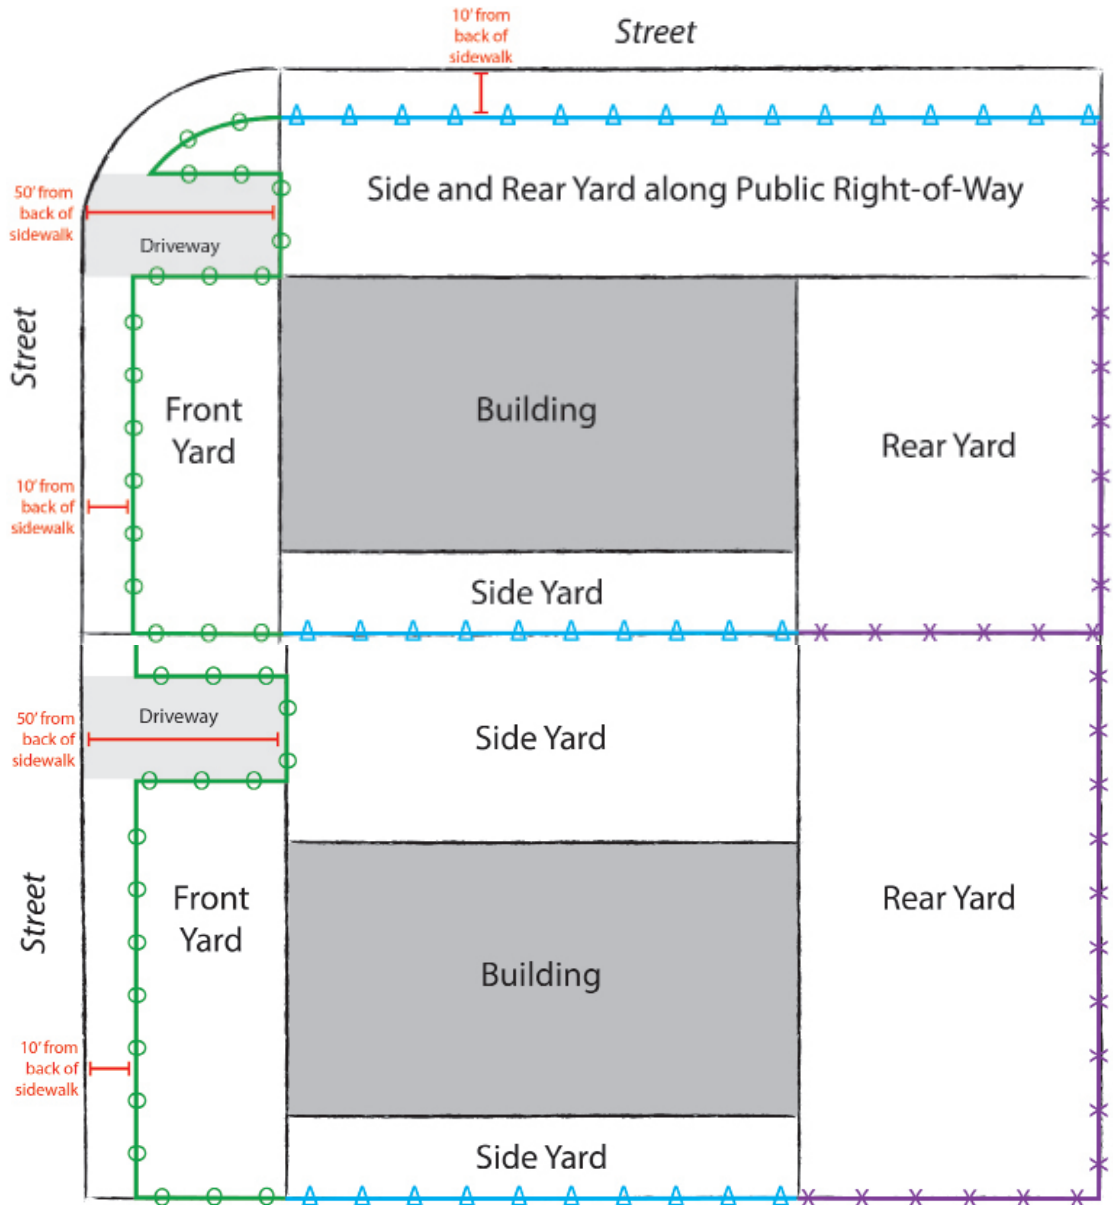 10' from
back of
sidewalk
Street
50' from
back of
sidewalk
Side and Rear Yard along Public Right-of-Way
Driveway
Street
Front
Yard
Building
Rear Yard
10' from
back of
sidewalk
Side Yard
50' from
back of
sidewalk
Driveway
Side Yard
Street
Front
Yard
Rear Yard
Building
10' from
back of
sidewalk
Side Yard